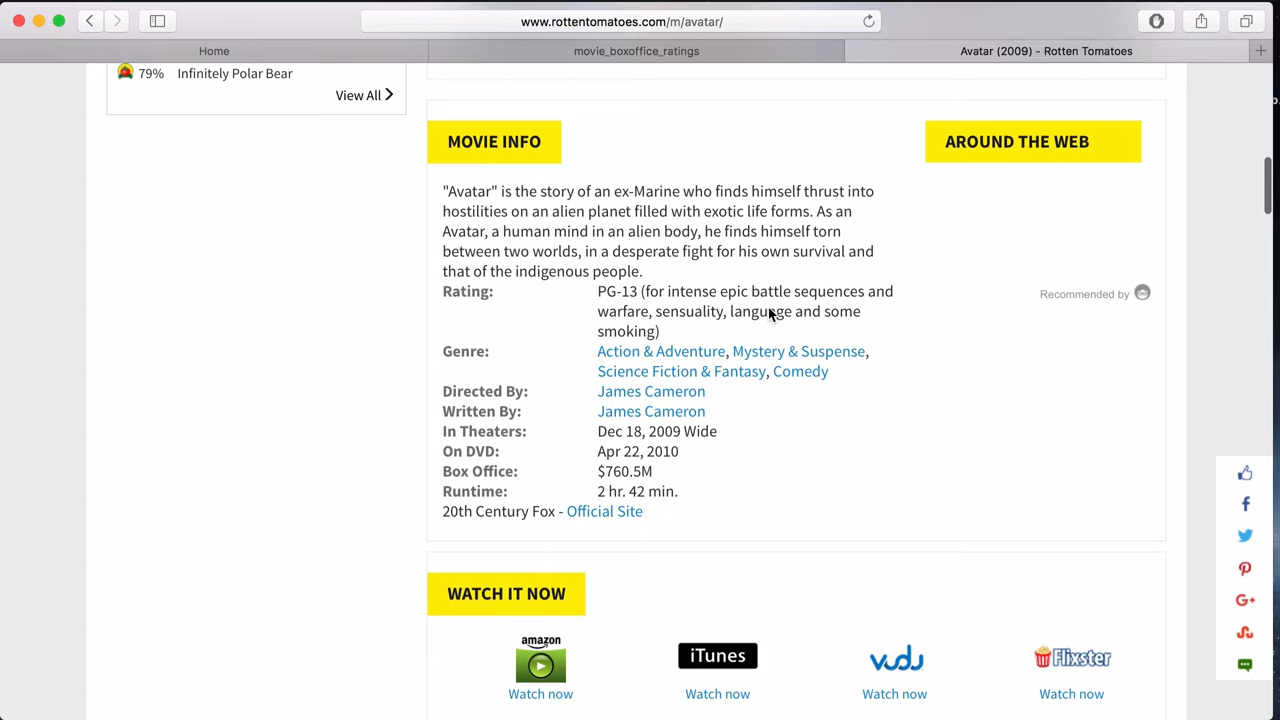 www.rottentomatoes.com/m/avatar/
Home
movie_boxoffice_ratings
Avatar (2009) - Rotten Tomatoes
79% Infinitely Polar Bear
View All
MOVIE INFO
"Avatar" is the story of an ex-Marine who finds himself thrust into
hostilities on an alien planet filled with exotic life forms. As an
Avatar, a human mind in an alien body, he finds himself torn
between two worlds, in a desperate fight for his own survival and
that of the indigenous people.
Rating: PG-13 (for intense epic battle sequences and
warfare, sensuality, language and some
smoking)
Genre: Action & Adventure, Mystery & Suspense,
Science Fiction & Fantasy, Comedy
Directed By: James Cameron
Written By: James Cameron
In Theaters: Dec 18, 2009 Wide
On DVD: Apr 22, 2010
Box Office: $760.5M
Runtime: 2 hr. 42 min.
20th Century Fox - Official Site
AROUND THE WEB
Recommended by
WATCH IT NOW
amazon
Watch now
iTunes
Watch now
vudu
Watch now
Flixster
Watch now